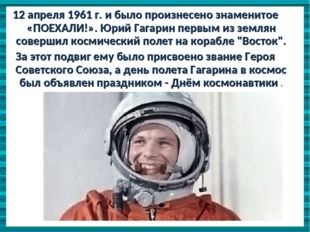 12 апреля 1961 г. и было произнесено знаменитое
«ПОЕХАЛИ!». Юрий Гагарин первым из землян
совершил космический полет на корабле "Восток".
За этот подвиг ему было присвоено звание Героя
Советского Союза, а день полета Гагарина в космос
был объявлен праздником - Днём космонавтики .